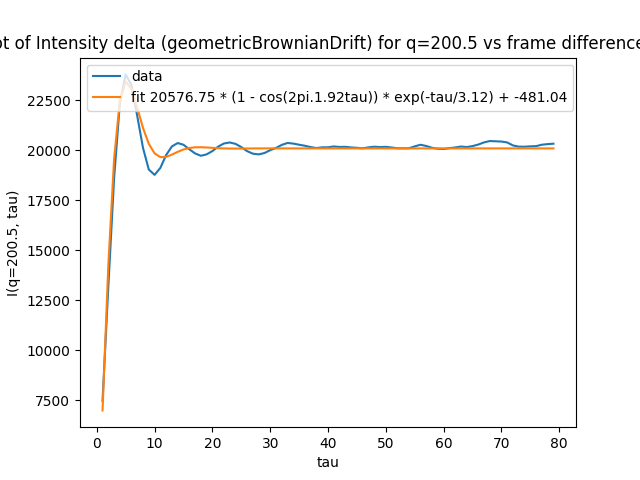 ot of Intensity delta (geometricBrownianDrift) for q=200.5 vs frame difference
data
fit 20576.75 * (1 - cos(2pi.1.92tau)) * exp(-tau/3.12) + -481.04
I(q=200.5, tau)
22500
20000
17500
15000
12500
10000
7500
0 10 20 30 40 50 60 70 80
tau